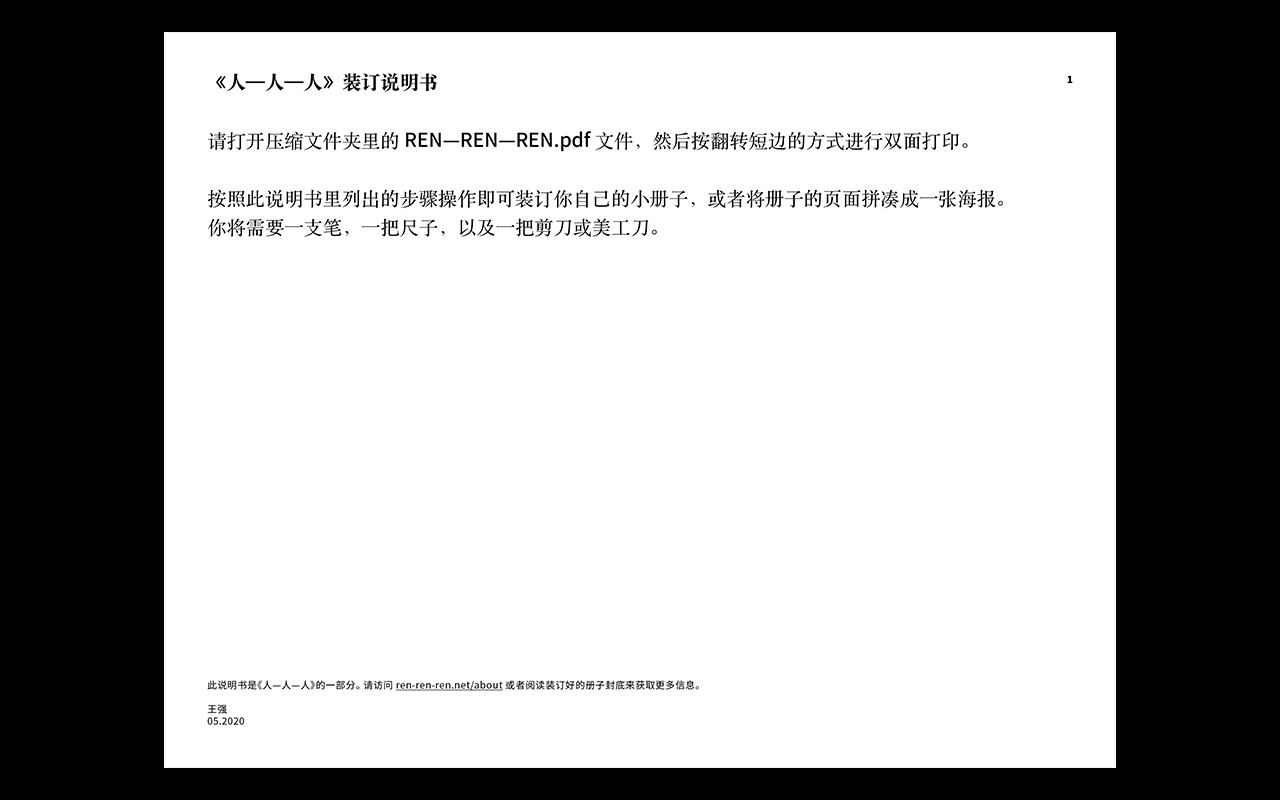 《人—人—人》装订说明书
1
请打开压缩文件夹里的 REN—REN—REN.pdf 文件，然后按翻转短边的方式进行双面打印。
按照此说明书里列出的步骤操作即可装订你自己的小册子，或者将册子的页面拼凑成一张海报。
你将需要一支笔，一把尺子，以及一把剪刀或美工刀。
此说明书是《人—人—人》的一部分。请访问 ren-ren-ren.net/about 或者阅读装订好的册子封底来获取更多信息。
王强
05.2020